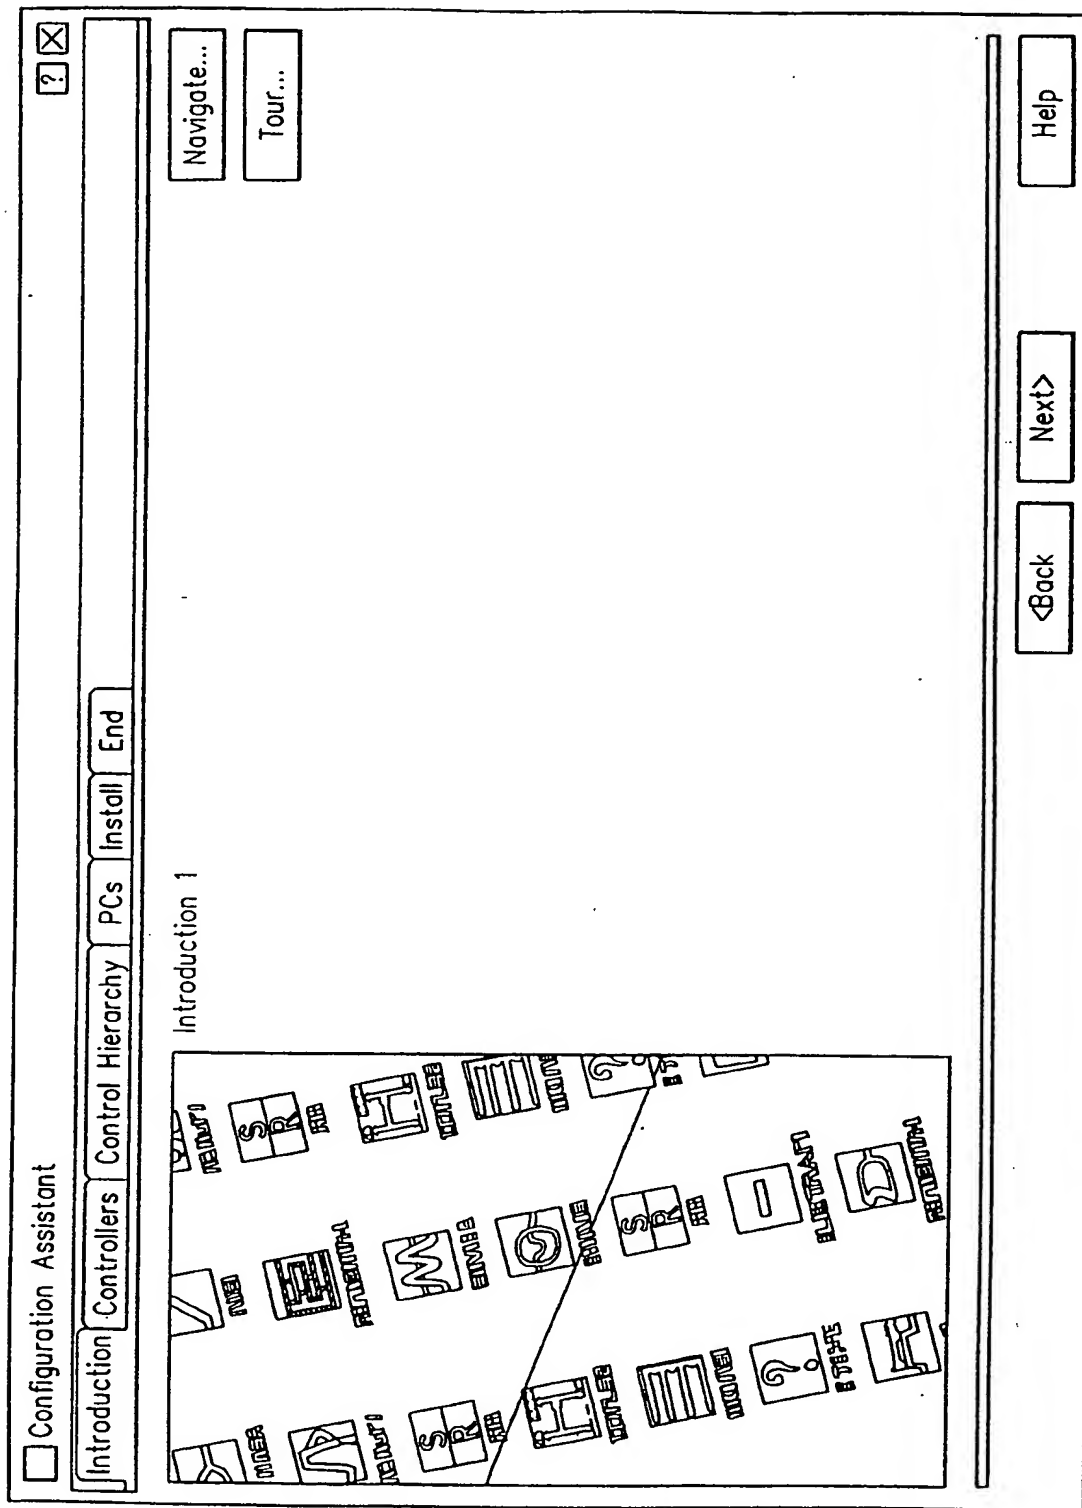 Configuration Assistant
? X
Introduction Controllers Control Hierarchy PCs Install End
Introduction 1
Navigate...
Tour...
S R
S R
S R
<Back Next> Help